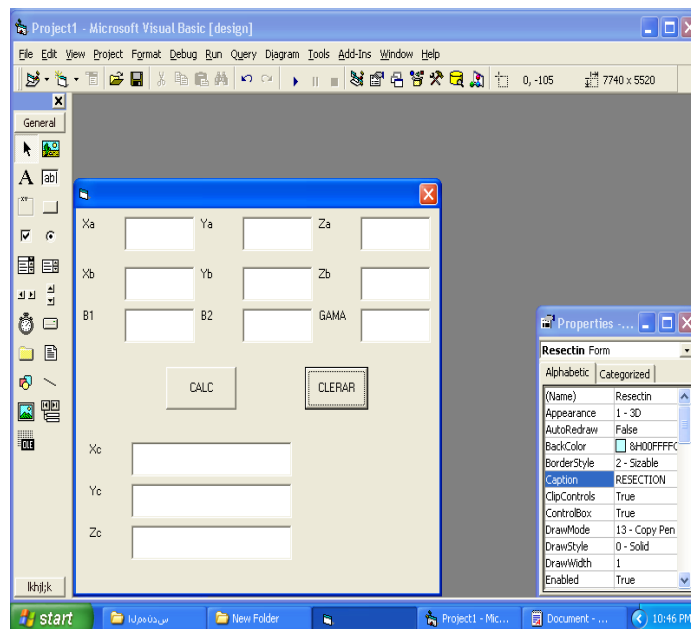 Project1 - Microsoft Visual Basic [design]
File Edit View Project Format Debug Run Query Diagram Tools Add-Ins Window Help
0, -105 7740 x 5520
General
A ab|
XY
OLE
lkhjl;k
Xa Ya Za
Xb Yb Zb
B1 B2 GAMA
CALC CLERAR
Xc
Yc
Zc
Properties -...
Resectin Form
Alphabetic Categorized
(Name) Resectin
Appearance 1 - 3D
AutoRedraw False
BackColor &H00FFFFC
BorderStyle 2 - Sizable
Caption RESECTION
ClipControls True
ControlBox True
DrawMode 13 - Copy Pen
DrawStyle 0 - Solid
DrawWidth 1
Enabled True
start New Folder Project1 - Mic... Document - ... 10:46 PM